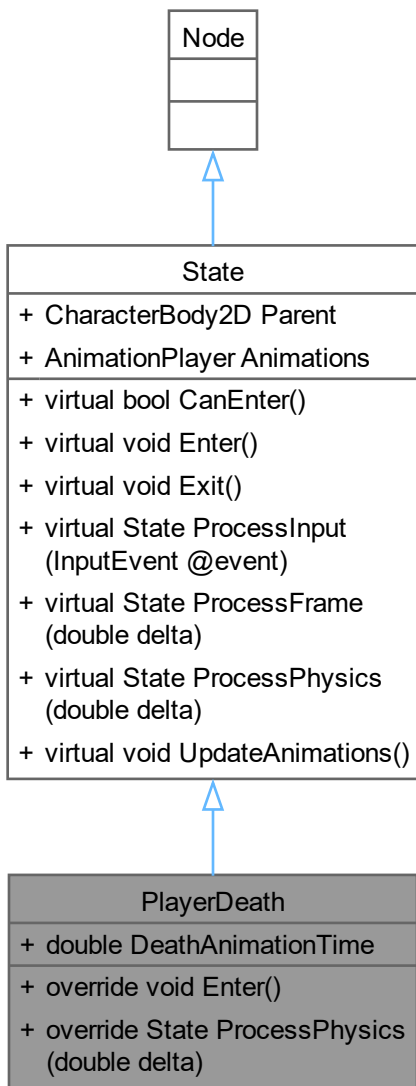 Node
State
+ CharacterBody2D Parent
+ AnimationPlayer Animations
+ virtual bool CanEnter()
+ virtual void Enter()
+ virtual void Exit()
+ virtual State ProcessInput
(InputEvent @event)
+ virtual State ProcessFrame
(double delta)
+ virtual State ProcessPhysics
(double delta)
+ virtual void UpdateAnimations()
PlayerDeath
+ double DeathAnimationTime
+ override void Enter()
+ override State ProcessPhysics
(double delta)